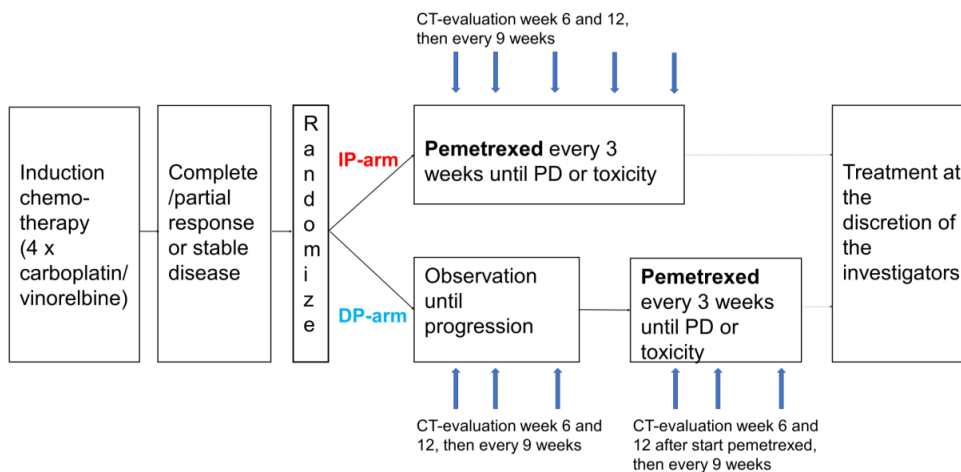 CT-evaluation week 6 and 12,
then every 9 weeks
Induction
chemo-
therapy
(4 x
carboplatin/
vinorelbine)
Complete
/partial
response
or stable
disease
R
a
n
d
o
m
i
z
e
IP-arm
Pemetrexed every 3
weeks until PD or toxicity
DP-arm
Observation
until
progression
Pemetrexed
every 3 weeks
until PD or
toxicity
Treatment at
the
discretion of
the
investigators
CT-evaluation week 6 and
12, then every 9 weeks
CT-evaluation week 6 and
12 after start pemetrexed,
then every 9 weeks